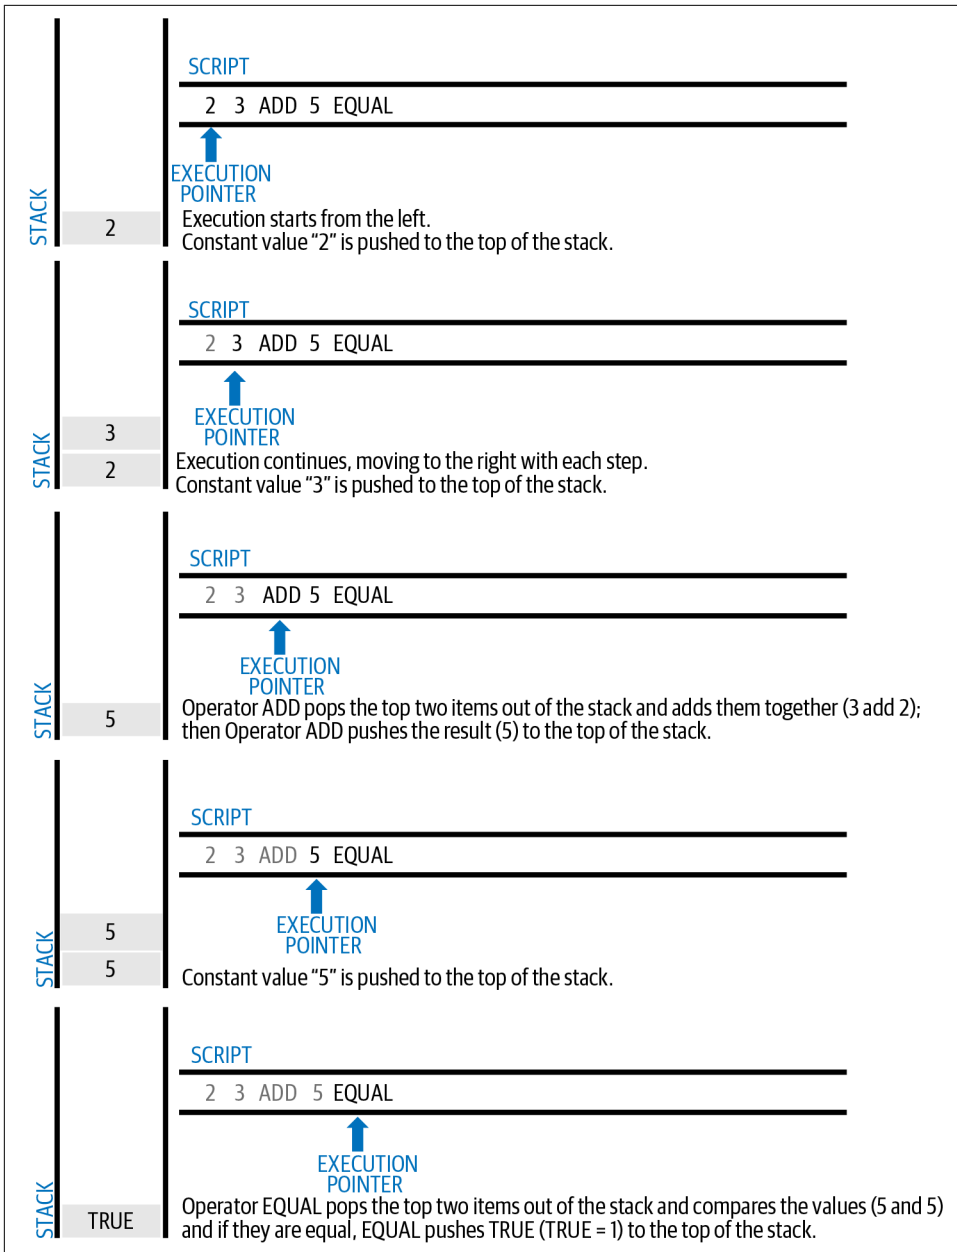 SCRIPT
2 3 ADD 5 EQUAL
EXECUTION
POINTER
STACK
2
Execution starts from the left.
Constant value “2” is pushed to the top of the stack.
SCRIPT
2 3 ADD 5 EQUAL
EXECUTION
POINTER
STACK
3
2
Execution continues, moving to the right with each step.
Constant value “3” is pushed to the top of the stack.
SCRIPT
2 3 ADD 5 EQUAL
EXECUTION
POINTER
STACK
5
Operator ADD pops the top two items out of the stack and adds them together (3 add 2);
then Operator ADD pushes the result (5) to the top of the stack.
SCRIPT
2 3 ADD 5 EQUAL
EXECUTION
POINTER
STACK
5
5
Constant value “5” is pushed to the top of the stack.
SCRIPT
2 3 ADD 5 EQUAL
EXECUTION
POINTER
STACK
TRUE
Operator EQUAL pops the top two items out of the stack and compares the values (5 and 5)
and if they are equal, EQUAL pushes TRUE (TRUE = 1) to the top of the stack.